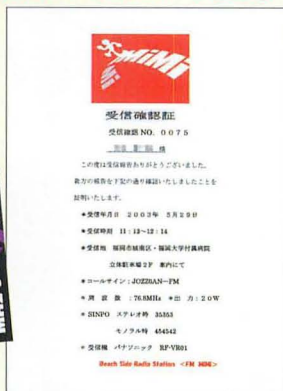 MiMi
受信確認証
受信確認 NO. 0075
様
この度は受信報告ありがとうございました。
貴方の報告を下記の通り確認いたしましたことを
証明いたします。
*受信年月日 2003年 5月29日
*受信時刻 11:13～12:14
*受信地 福岡市城南区・福岡大学付属病院
立体駐車場2F 車内にて
*コールサイン:JOZZ0AN-FM
*周波数:76.8MHz *出力:20W
*SINPO ステレオ時 35353
モノラル時 454542
*受信機 パナソニック RF-VR01
Beach Side Radio Station <FM MiMi>